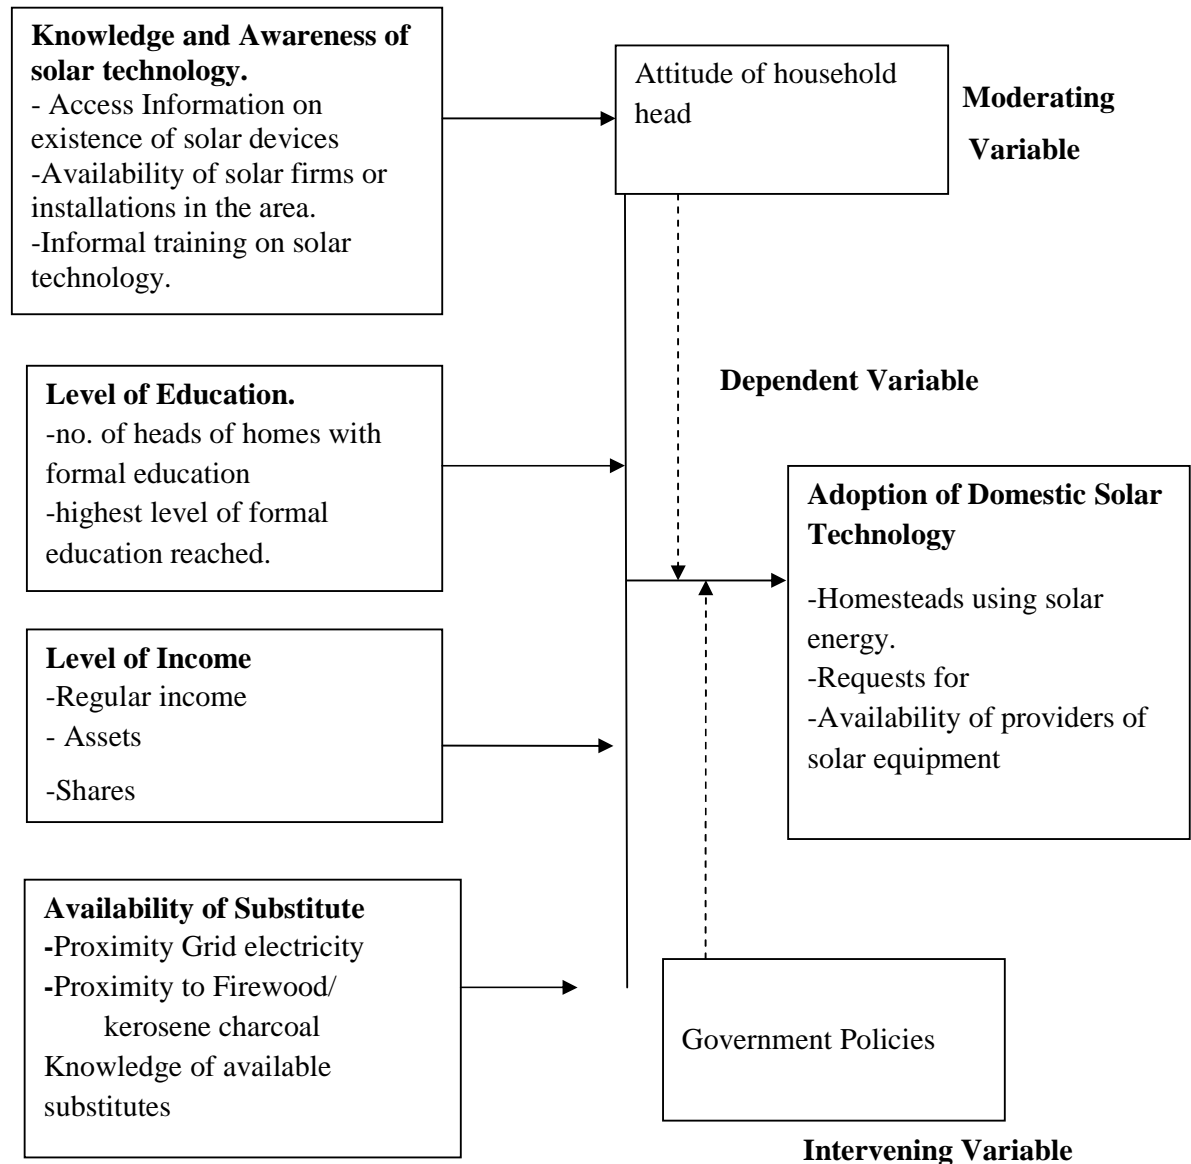 Knowledge and Awareness of
solar technology.
- Access Information on
existence of solar devices
-Availability of solar firms or
installations in the area.
-Informal training on solar
technology.
Attitude of household
head
Moderating
Variable
Level of Education.
-no. of heads of homes with
formal education
-highest level of formal
education reached.
Dependent Variable
Adoption of Domestic Solar
Technology
-Homesteads using solar
energy.
-Requests for
-Availability of providers of
solar equipment
Level of Income
-Regular income
- Assets
-Shares
Availability of Substitute
-Proximity Grid electricity
-Proximity to Firewood/
kerosene charcoal
Knowledge of available
substitutes
Government Policies
Intervening Variable